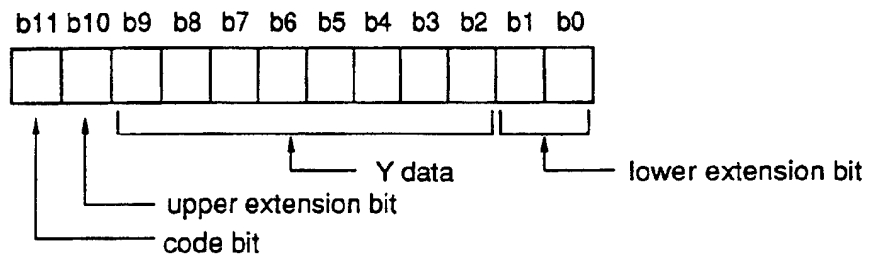 b11 b10 b9 b8 b7 b6 b5 b4 b3 b2 b1 b0
Y data
lower extension bit
upper extension bit
code bit